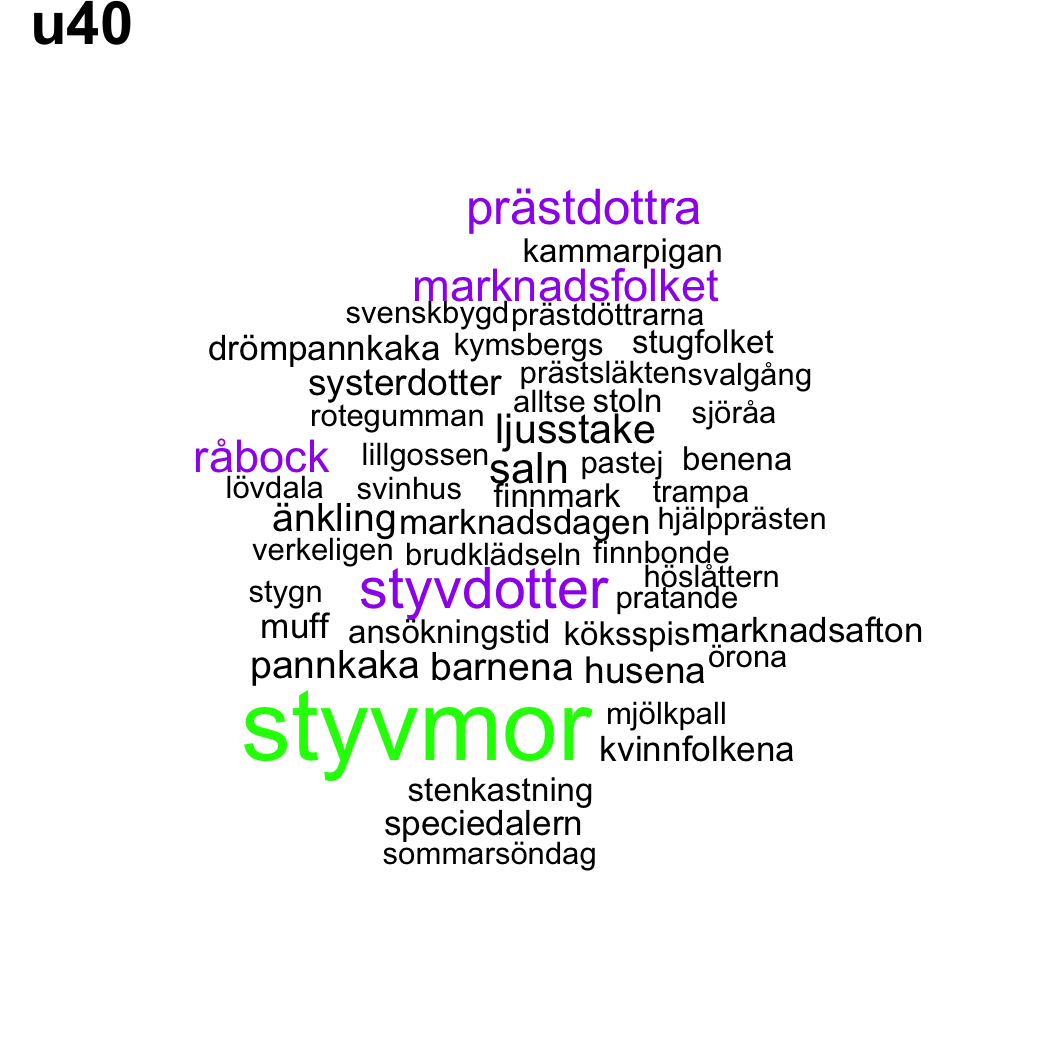 u40
prästdottra
kammarpigan
marknadsfolket
svenskbygd prästdöttrarna
drömpannkaka kymsbergs stugfolket
systerdotter prästsläkten svalgång
rotegumman alltse stoln sjöråa
ljusstake
råbock lillgossen saln pastej benena
lövdala svinhus finnmark trampa
änkling marknadsdagen hjälpprästen
verkeligen brudklädseln finnbonde
höslåttern
stygn styvdotter pratande
muff ansökningstid köksspis marknadsafton
pannkaka barnena husena örona
styvmor mjölkpall
kvinnfolkena
stenkastning
speciedalern
sommarsöndag